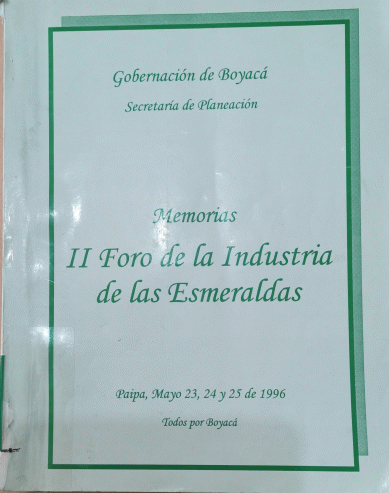 Gobernación de Boyacá
Secretaría de Planeación
Memorias
II Foro de la Industria
de las Esmeraldas
Paipa, Mayo 23, 24 y 25 de 1996
Todos por Boyacá